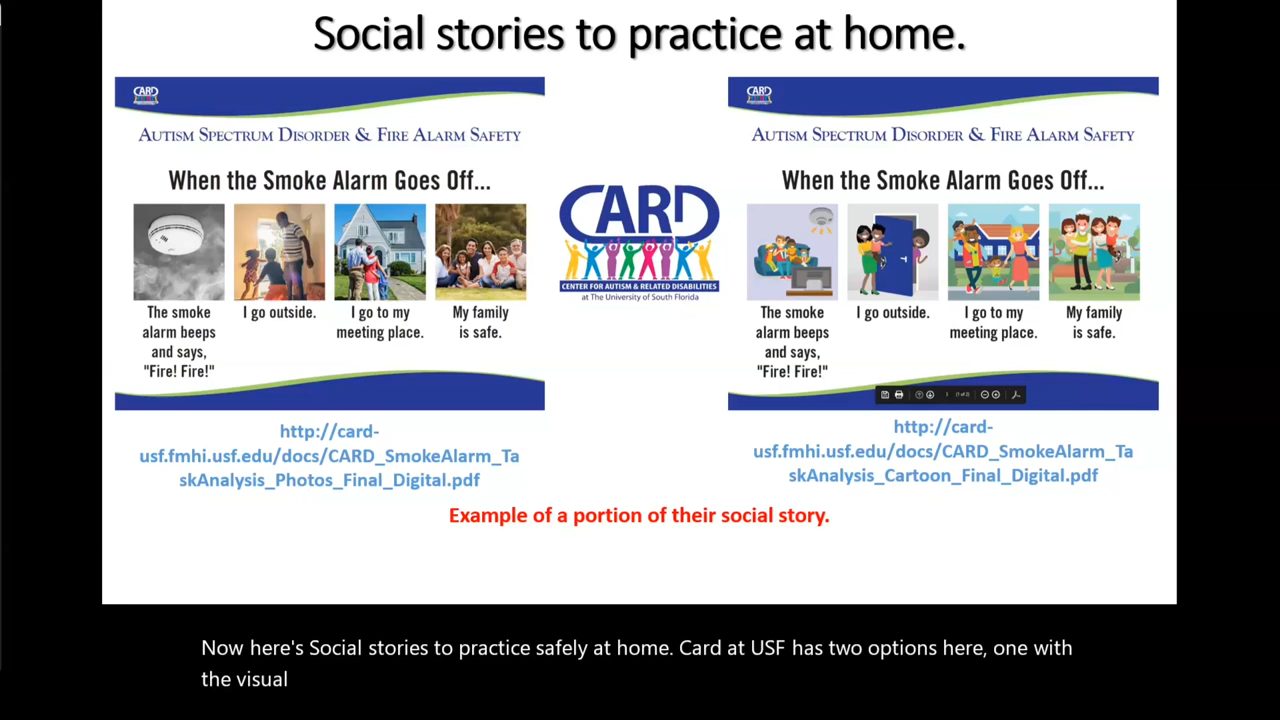 Social stories to practice at home.
CARD
AUTISM SPECTRUM DISORDER & FIRE ALARM SAFETY
When the Smoke Alarm Goes Off...
The smoke
alarm beeps
and says,
"Fire! Fire!"
I go outside.
I go to my
meeting place.
My family
is safe.
http://card-
usf.fmhi.usf.edu/docs/CARD_SmokeAlarm_Ta
skAnalysis_Photos_Final_Digital.pdf
CARD
CENTER FOR AUTISM & RELATED DISABILITIES
at The University of South Florida
CARD
AUTISM SPECTRUM DISORDER & FIRE ALARM SAFETY
When the Smoke Alarm Goes Off...
The smoke
alarm beeps
and says,
"Fire! Fire!"
I go outside.
I go to my
meeting place.
My family
is safe.
http://card-
usf.fmhi.usf.edu/docs/CARD_SmokeAlarm_Ta
skAnalysis_Cartoon_Final_Digital.pdf
Example of a portion of their social story.
Now here's Social stories to practice safely at home. Card at USF has two options here, one with
the visual